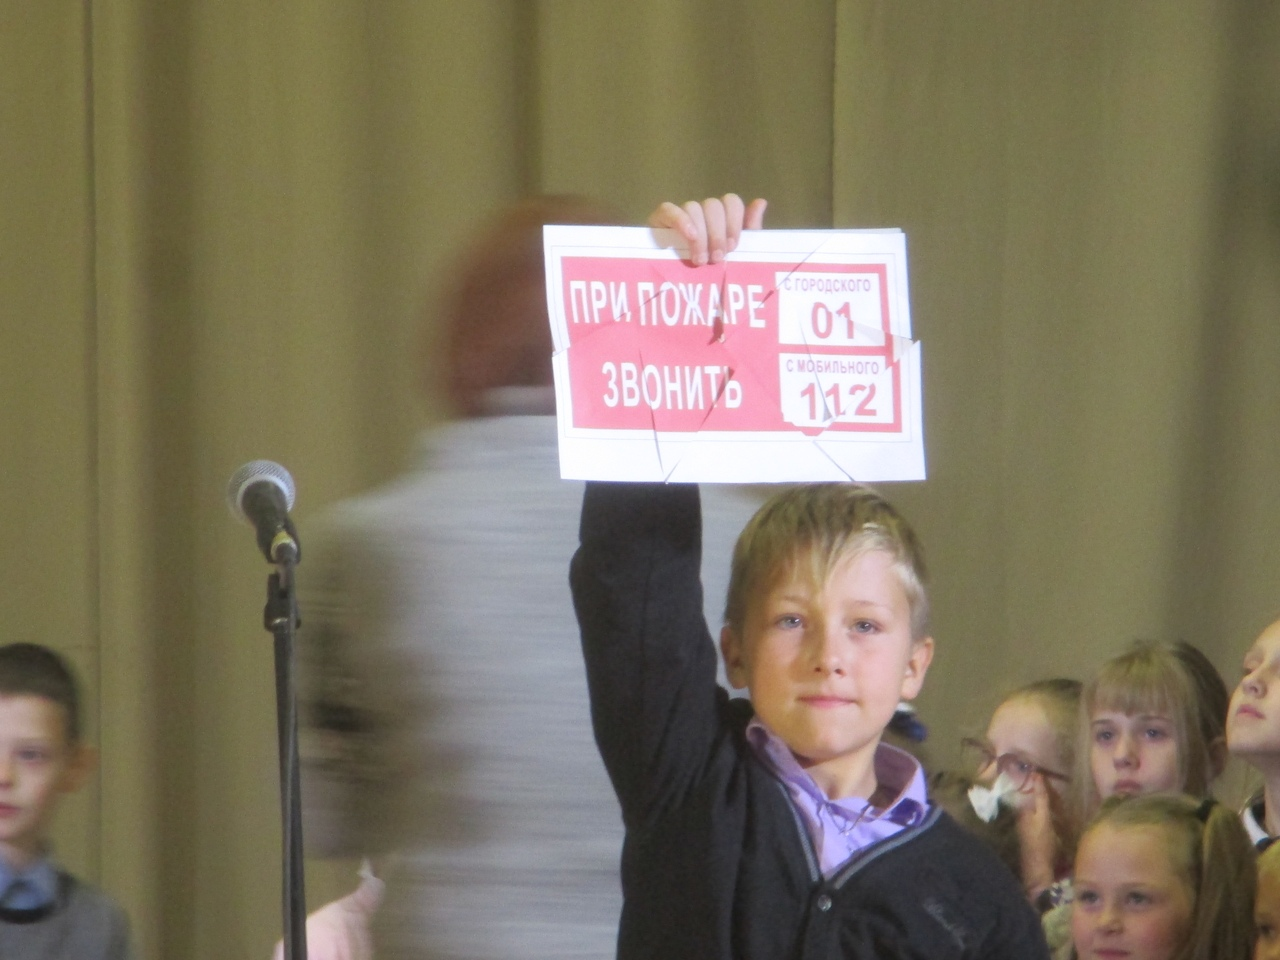 ПРИ ПОЖАРЕ
ЗВОНИТЬ
С ГОРОДСКОГО
01
С МОБИЛЬНОГО
112